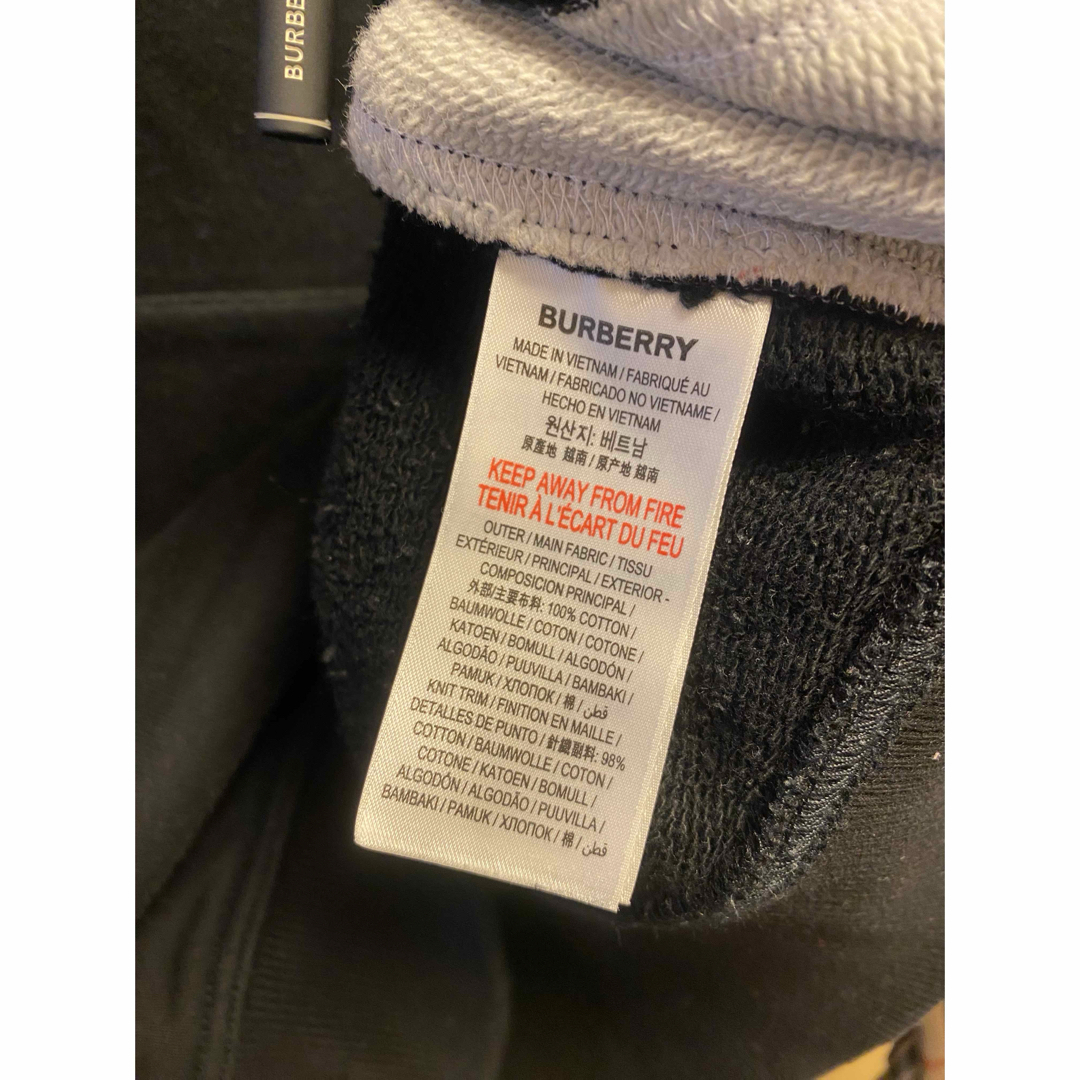 BURBE
BURBERRY
MADE IN VIETNAM / FABRIQUÉ AU
VIETNAM / FABRICADO NO VIETNAME /
HECHO EN VIETNAM
원산지: 베트남
原產地 越南 / 原产地 越南
KEEP AWAY FROM FIRE
TENIR À L'ÉCART DU FEU
OUTER / MAIN FABRIC / TISSU
EXTÉRIEUR / PRINCIPAL / EXTERIOR -
COMPOSICION PRINCIPAL /
外部/主要布料: 100% COTTON /
BAUMWOLLE / COTON / COTONE /
KATOEN / BOMULL / ALGODÓN /
ALGODÃO / PUUVILLA / BAMBAKI /
PAMUK / ХЛОПОК / 棉 / قطن
KNIT TRIM / FINITION EN MAILLE /
DETALLES DE PUNTO / 針織副料: 98%
COTTON / BAUMWOLLE / COTON /
COTONE / KATOEN / BOMULL /
ALGODÓN / ALGODÃO / PUUVILLA /
BAMBAKI / PAMUK / ХЛОПОК / 棉 / قطن